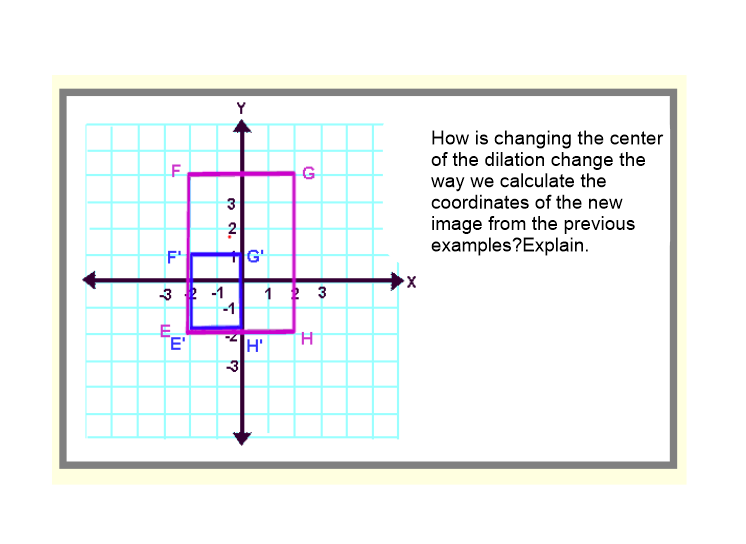 Y
How is changing the center
of the dilation change the
way we calculate the
coordinates of the new
image from the previous
examples?Explain.
F
G
3
2
F'
1
G'
X
-3
-2
-1
1
2
3
-1
E
-2
H
E'
H'
-3